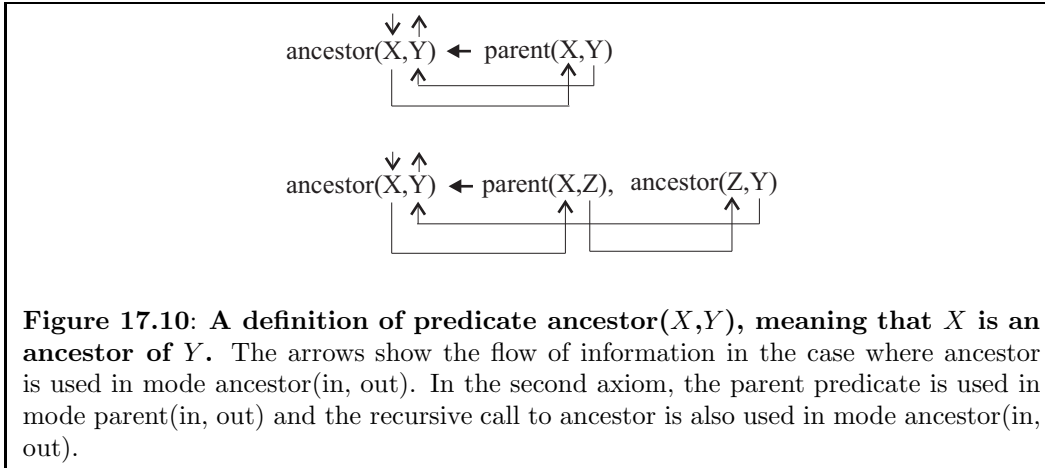 ancestor(X,Y) ← parent(X,Y)
ancestor(X,Y) ← parent(X,Z), ancestor(Z,Y)
Figure 17.10: A definition of predicate ancestor(X,Y), meaning that X is an
ancestor of Y. The arrows show the flow of information in the case where ancestor
is used in mode ancestor(in, out). In the second axiom, the parent predicate is used in
mode parent(in, out) and the recursive call to ancestor is also used in mode ancestor(in,
out).